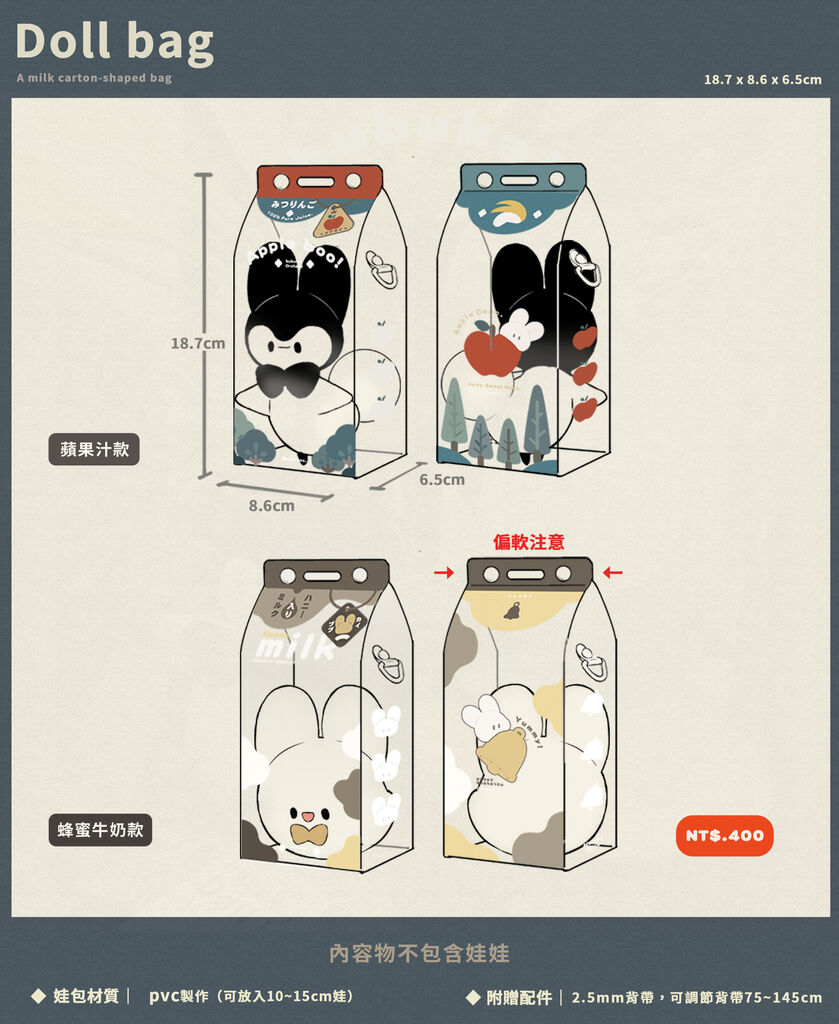 Doll bag
A milk carton-shaped bag
18.7 x 8.6 x 6.5cm
みつりんご
100% Pure Juice.
Apple boo!
Apple Core.
18.7cm
蘋果汁款
6.5cm
8.6cm
偏軟注意
ハニー
入り
ミルク
milk
Yummy!
蜂蜜牛奶款
NT$.400
內容物不包含娃娃
◆ 娃包材質｜ pvc製作（可放入10~15cm娃）
◆ 附贈配件｜ 2.5mm背帶，可調節背帶75~145cm